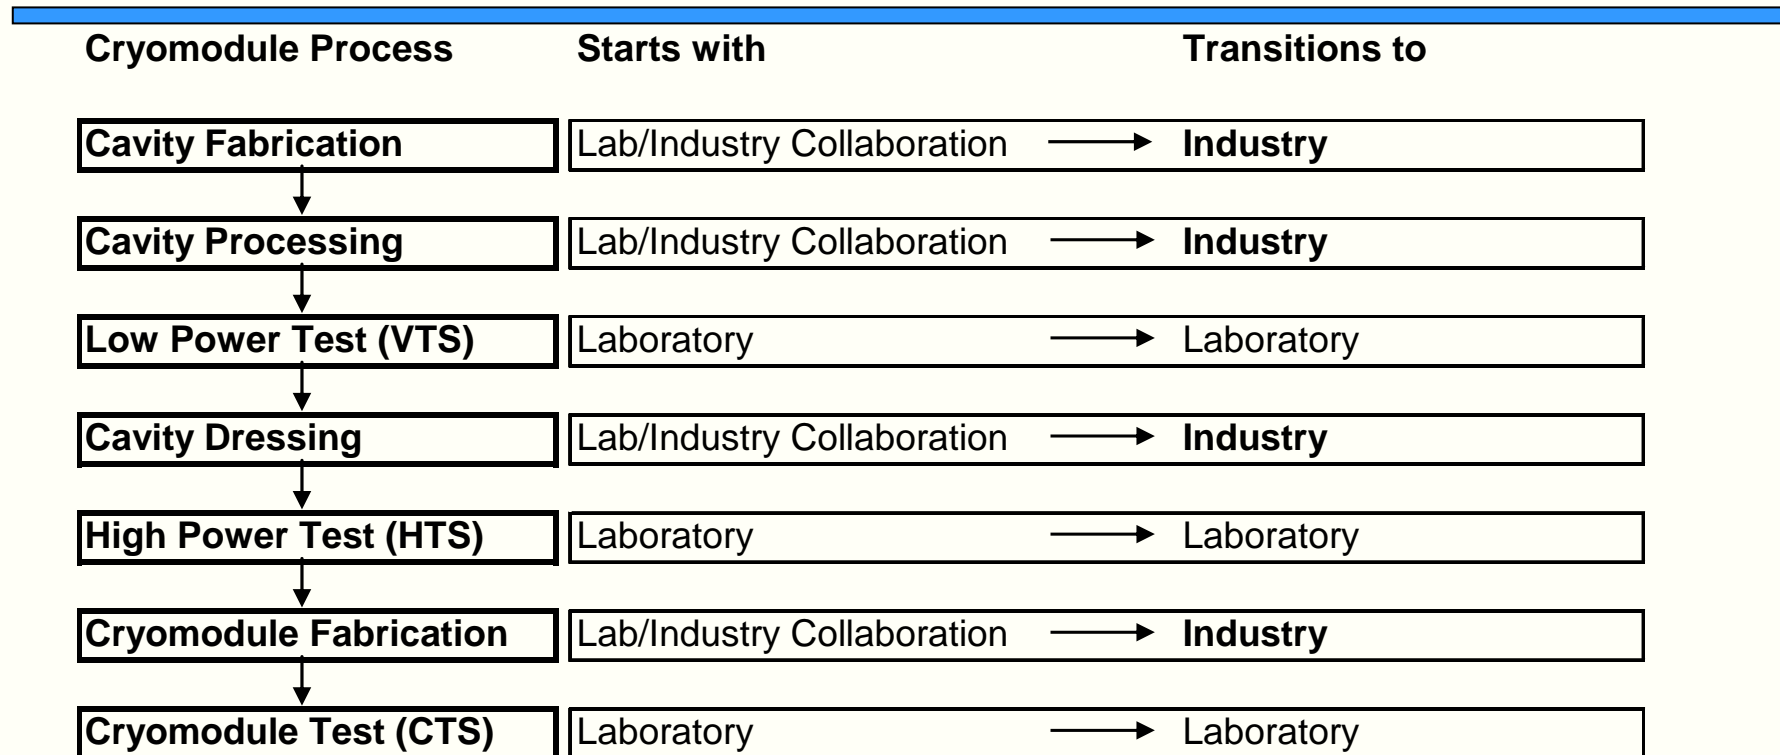 Cryomodule Process Starts with Transitions to
Cavity Fabrication Lab/Industry Collaboration Industry
Cavity Processing Lab/Industry Collaboration Industry
Low Power Test (VTS) Laboratory Laboratory
Cavity Dressing Lab/Industry Collaboration Industry
High Power Test (HTS) Laboratory Laboratory
Cryomodule Fabrication Lab/Industry Collaboration Industry
Cryomodule Test (CTS) Laboratory Laboratory